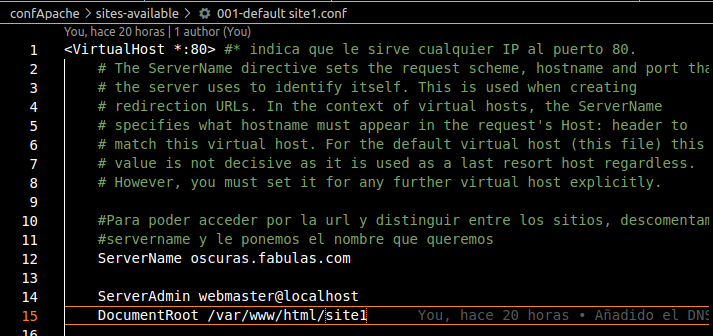 confApache > sites-available > 001-default site1.conf
You, hace 20 horas | 1 author (You)
1 <VirtualHost *:80> #* indica que le sirve cualquier IP al puerto 80.
2 # The ServerName directive sets the request scheme, hostname and port tha
3 # the server uses to identify itself. This is used when creating
4 # redirection URLs. In the context of virtual hosts, the ServerName
5 # specifies what hostname must appear in the request's Host: header to
6 # match this virtual host. For the default virtual host (this file) this
7 # value is not decisive as it is used as a last resort host regardless.
8 # However, you must set it for any further virtual host explicitly.
9
10 #Para poder acceder por la url y distinguir entre los sitios, descomentam
11 #servername y le ponemos el nombre que queremos
12 ServerName oscuras.fabulas.com
13
14 ServerAdmin webmaster@localhost
15 DocumentRoot /var/www/html/site1 You, hace 20 horas • Añadido el DNS
16